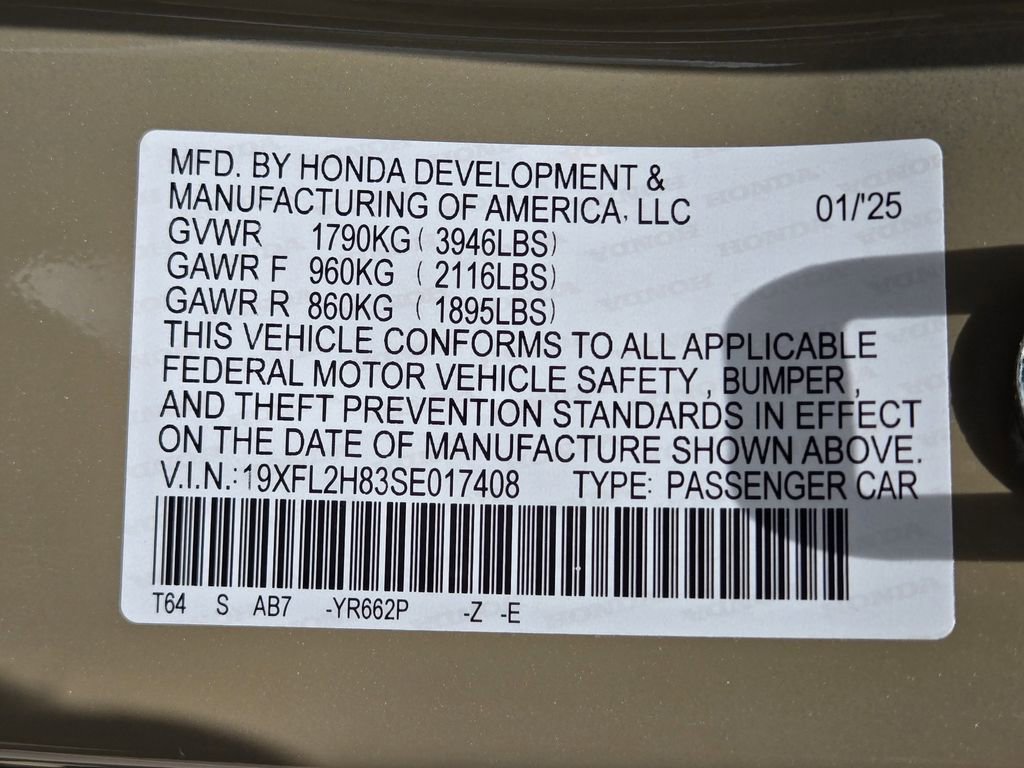 MFD. BY HONDA DEVELOPMENT &
MANUFACTURING OF AMERICA, LLC 01/'25
GVWR 1790KG ( 3946LBS)
GAWR F 960KG ( 2116LBS)
GAWR R 860KG ( 1895LBS)
THIS VEHICLE CONFORMS TO ALL APPLICABLE
FEDERAL MOTOR VEHICLE SAFETY , BUMPER ,
AND THEFT PREVENTION STANDARDS IN EFFECT
ON THE DATE OF MANUFACTURE SHOWN ABOVE.
V.I.N.:19XFL2H83SE017408 TYPE: PASSENGER CAR
T64 S AB7 -YR662P -Z -E